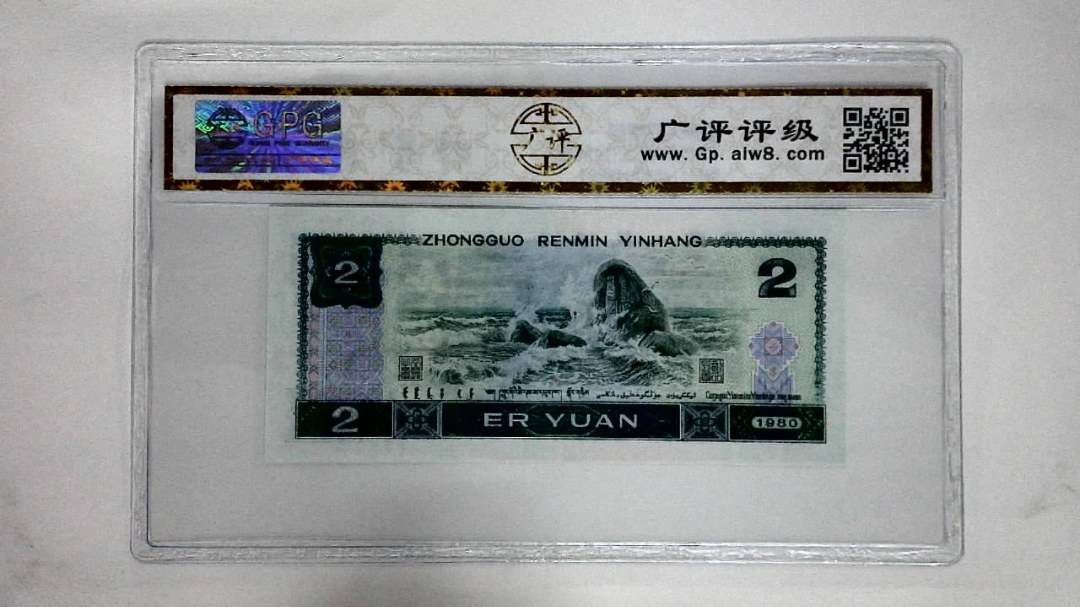 GPG
广评
广评评级
www. Gp. alw8. com
ZHONGGUO RENMIN YINHANG
2
2
2
ER YUAN
1980